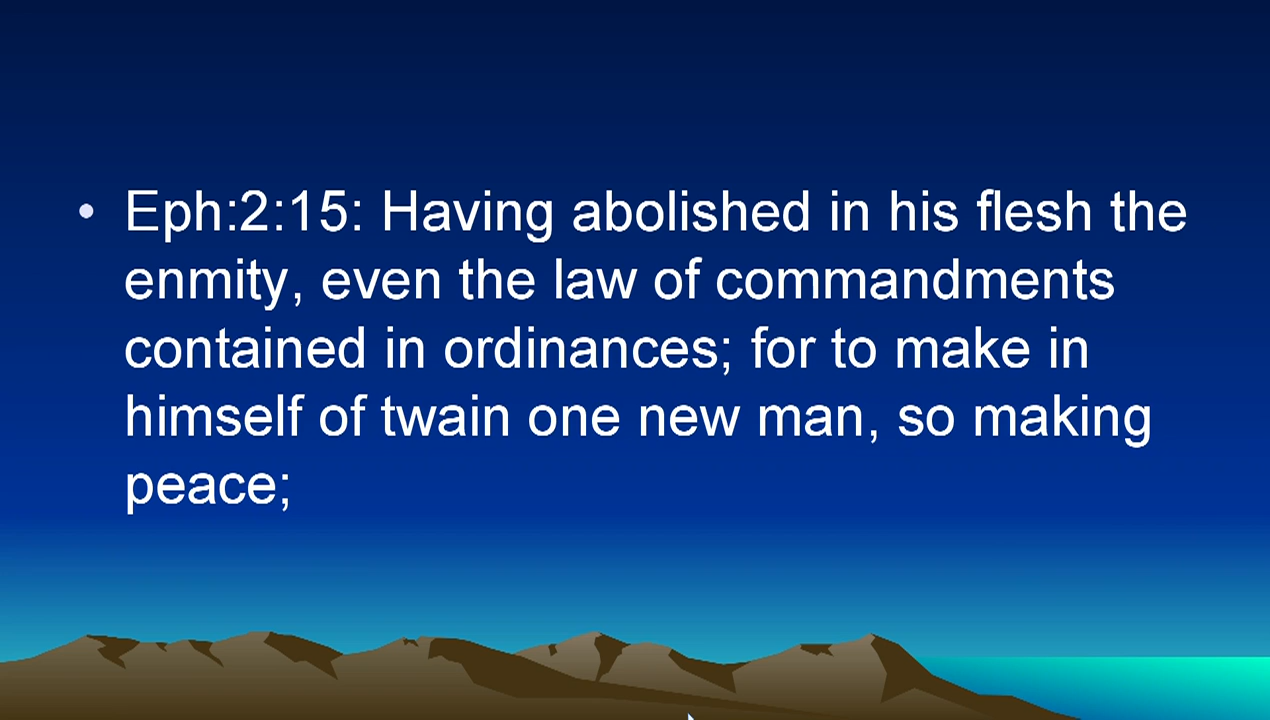 • Eph:2:15: Having abolished in his flesh the
enmity, even the law of commandments
contained in ordinances; for to make in
himself of twain one new man, so making
peace;